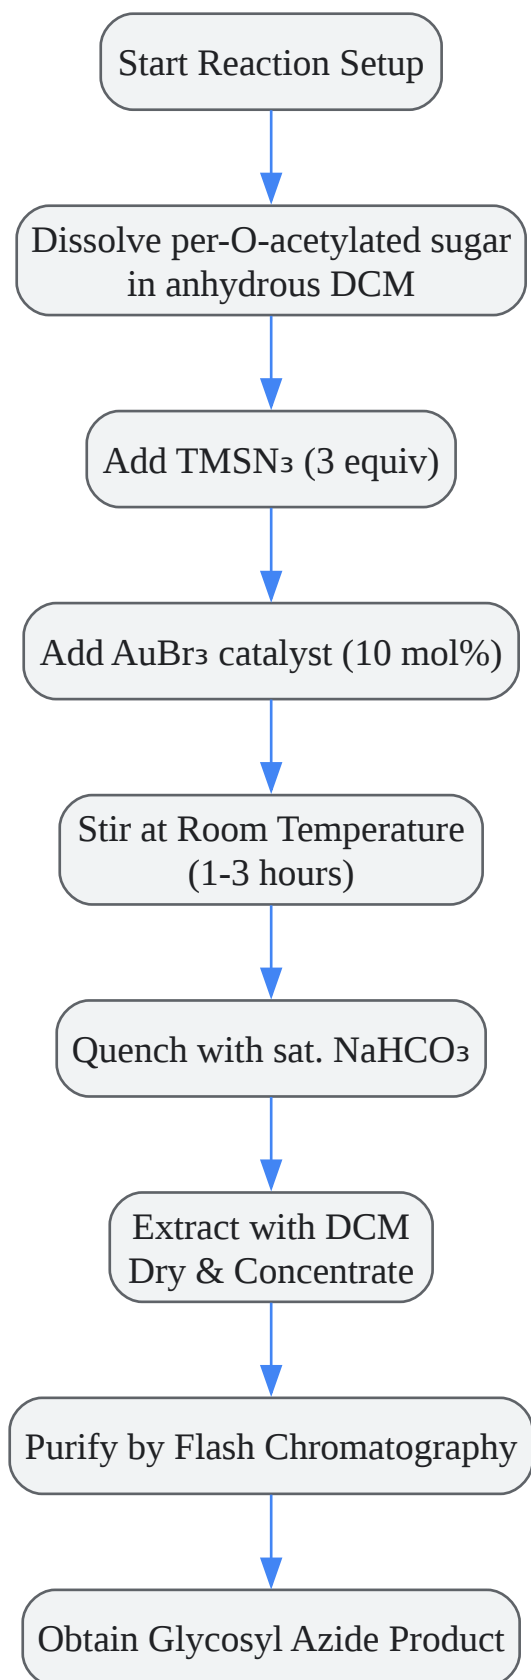 Start Reaction Setup
Dissolve per-O-acetylated sugar
in anhydrous DCM
Add TMSN₃ (3 equiv)
Add AuBr₃ catalyst (10 mol%)
Stir at Room Temperature
(1-3 hours)
Quench with sat. NaHCO₃
Extract with DCM
Dry & Concentrate
Purify by Flash Chromatography
Obtain Glycosyl Azide Product